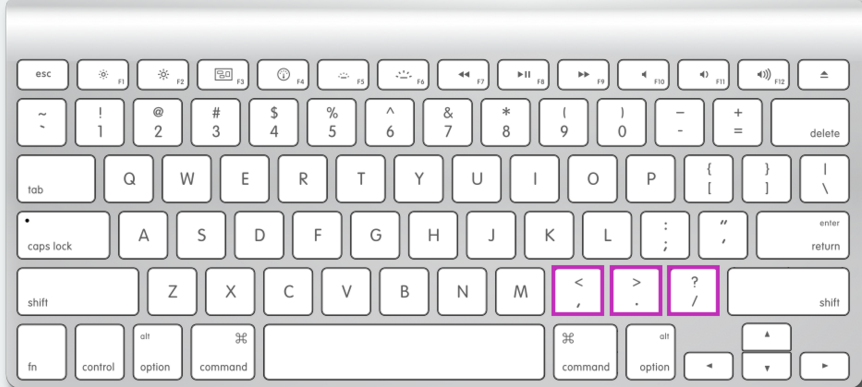 esc F1 F2 F3 F4 F5 F6 F7 F8 F9 F10 F11 F12
~ ! @ # $ % ^ & * ( ) — +
` 1 2 3 4 5 6 7 8 9 0 - = delete
tab Q W E R T Y U I O P { } |
[ ] \
caps lock A S D F G H J K L : " enter
; ' return
shift Z X C V B N M < > ? shift
, . /
alt ⌘ ⌘ alt
fn control option command command option